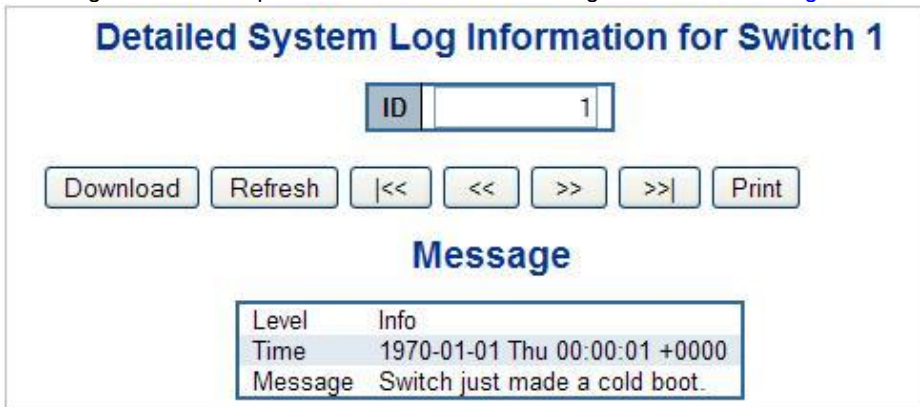 Detailed System Log Information for Switch 1
ID 1
Download Refresh |<< << >> >>| Print
Message
Level Info
Time 1970-01-01 Thu 00:00:01 +0000
Message Switch just made a cold boot.